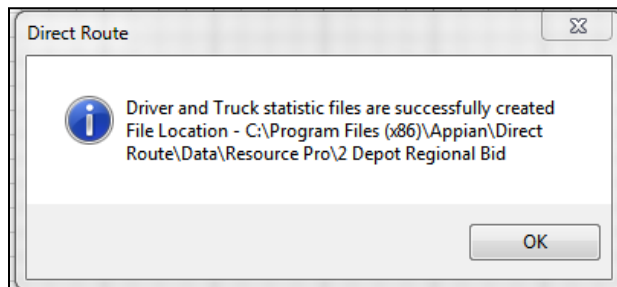 Direct Route
Driver and Truck statistic files are successfully created
File Location - C:\Program Files (x86)\Appian\Direct
Route\Data\Resource Pro\2 Depot Regional Bid
OK